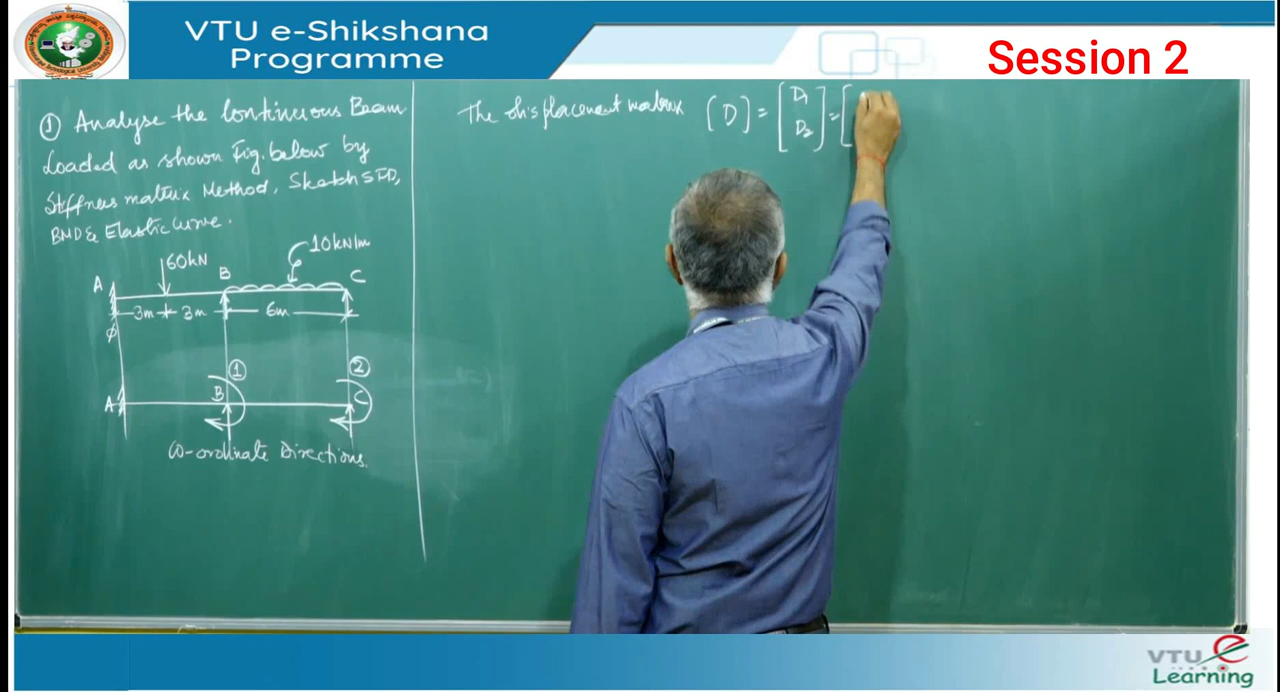 VTU e-Shikshana
Programme
Session 2
① Analyse the Continuous Beam
Loaded as shown Fig. below by
Stiffness matrix Method. Sketch SFD,
BMD & Elastic Curve.
60kN
10kN/m
A
B
C
3m
3m
6m
①
②
A
B
C
Co-ordinate Directions.
The displacement matrix [D] = [D1 D2] = [
VTU e
Learning